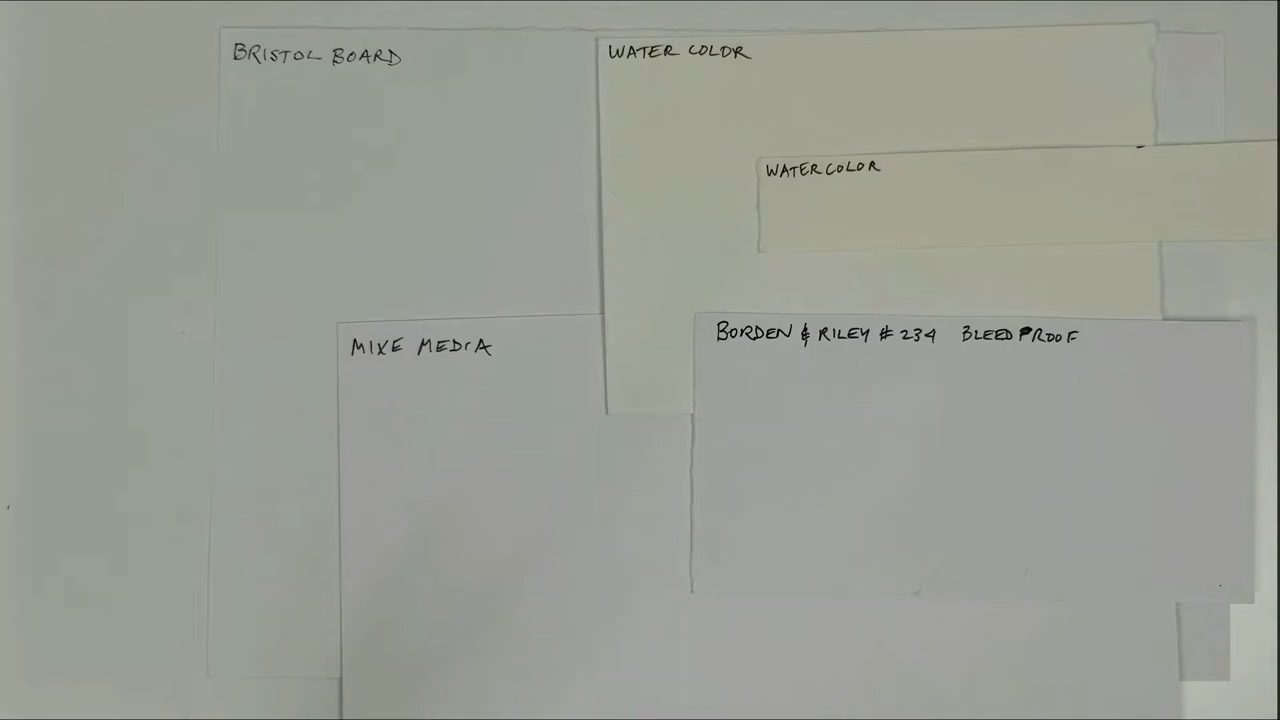 BRISTOL BOARD
WATER COLOR
WATERCOLOR
MIXE MEDIA
BORDEN & RILEY # 234 BLEEDPROOF